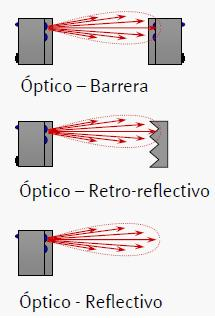 Óptico – Barrera
Óptico – Retro-reflectivo
Óptico - Reflectivo